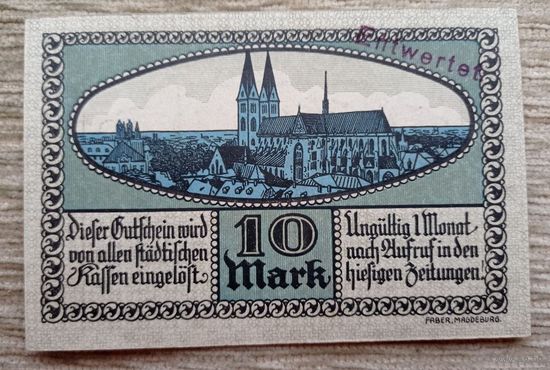 Entwertet
Dieser Gutschein wird
von allen städtischen
Kassen eingelöst.
10
Mark
Ungültig 1 Monat
nach Aufruf in den
hiesigen Zeitungen.
FABER, MAGDEBURG.